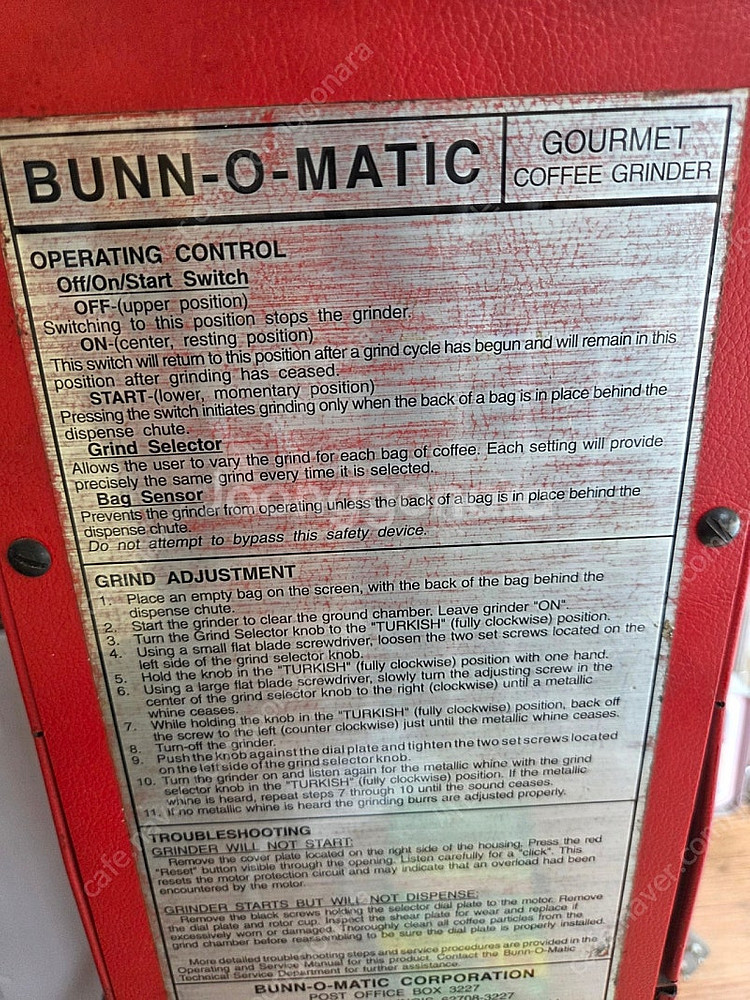 BUNN-O-MATIC
GOURMET
COFFEE GRINDER
OPERATING CONTROL
Off/On/Start Switch
OFF-(upper position)
Switching to this position stops the grinder.
ON-(center, resting position)
This switch will return to this position after a grind cycle has begun and will remain in this
position after grinding has ceased.
START-(lower, momentary position)
Pressing the switch initiates grinding only when the back of a bag is in place behind the
dispense chute.
Grind Selector
Allows the user to vary the grind for each bag of coffee. Each setting will provide
precisely the same grind every time it is selected.
Bag Sensor
Prevents the grinder from operating unless the back of a bag is in place behind the
dispense chute.
Do not attempt to bypass this safety device.
GRIND ADJUSTMENT
1. Place an empty bag on the screen, with the back of the bag behind the
dispense chute.
2. Start the grinder to clear the ground chamber. Leave grinder "ON".
3. Turn the Grind Selector knob to the "TURKISH" (fully clockwise) position.
4. Using a small flat blade screwdriver, loosen the two set screws located on the
left side of the grind selector knob.
5. Hold the knob in the "TURKISH" (fully clockwise) position with one hand.
6. Using a large flat blade screwdriver, slowly turn the adjusting screw in the
center of the grind selector knob to the right (clockwise) until a metallic
whine ceases.
7. While holding the knob in the "TURKISH" (fully clockwise) position, back off
the screw to the left (counter clockwise) just until the metallic whine ceases.
8. Turn-off the grinder.
9. Push the knob against the dial plate and tighten the two set screws located
on the left side of the grind selector knob.
10. Turn the grinder on and listen again for the metallic whine with the grind
selector knob in the "TURKISH" (fully clockwise) position. If the metallic
whine is heard, repeat steps 7 through 10 until the sound ceases.
11. If no metallic whine is heard the grinding burrs are adjusted properly.
TROUBLESHOOTING
GRINDER WILL NOT START:
Remove the cover plate located on the right side of the housing. Press the red
"Reset" button visible through the opening. Listen carefully for a "click". This
resets the motor protection circuit and may indicate that an overload had been
encountered by the motor.
GRINDER STARTS BUT WILL NOT DISPENSE:
Remove the black screws holding the selector dial plate to the motor. Remove
the dial plate and rotor cup. Inspect the shear plate for wear and replace if
excessively worn or damaged. Thoroughly clean all coffee particles from the
grind chamber before reassembling to be sure the dial plate is properly installed.
More detailed troubleshooting steps and service procedures are provided in the
Operating and Service Manual for this product. Contact the Bunn-O-Matic
Technical Service Department for further assistance.
BUNN-O-MATIC CORPORATION
POST OFFICE BOX 3227
62708-3227